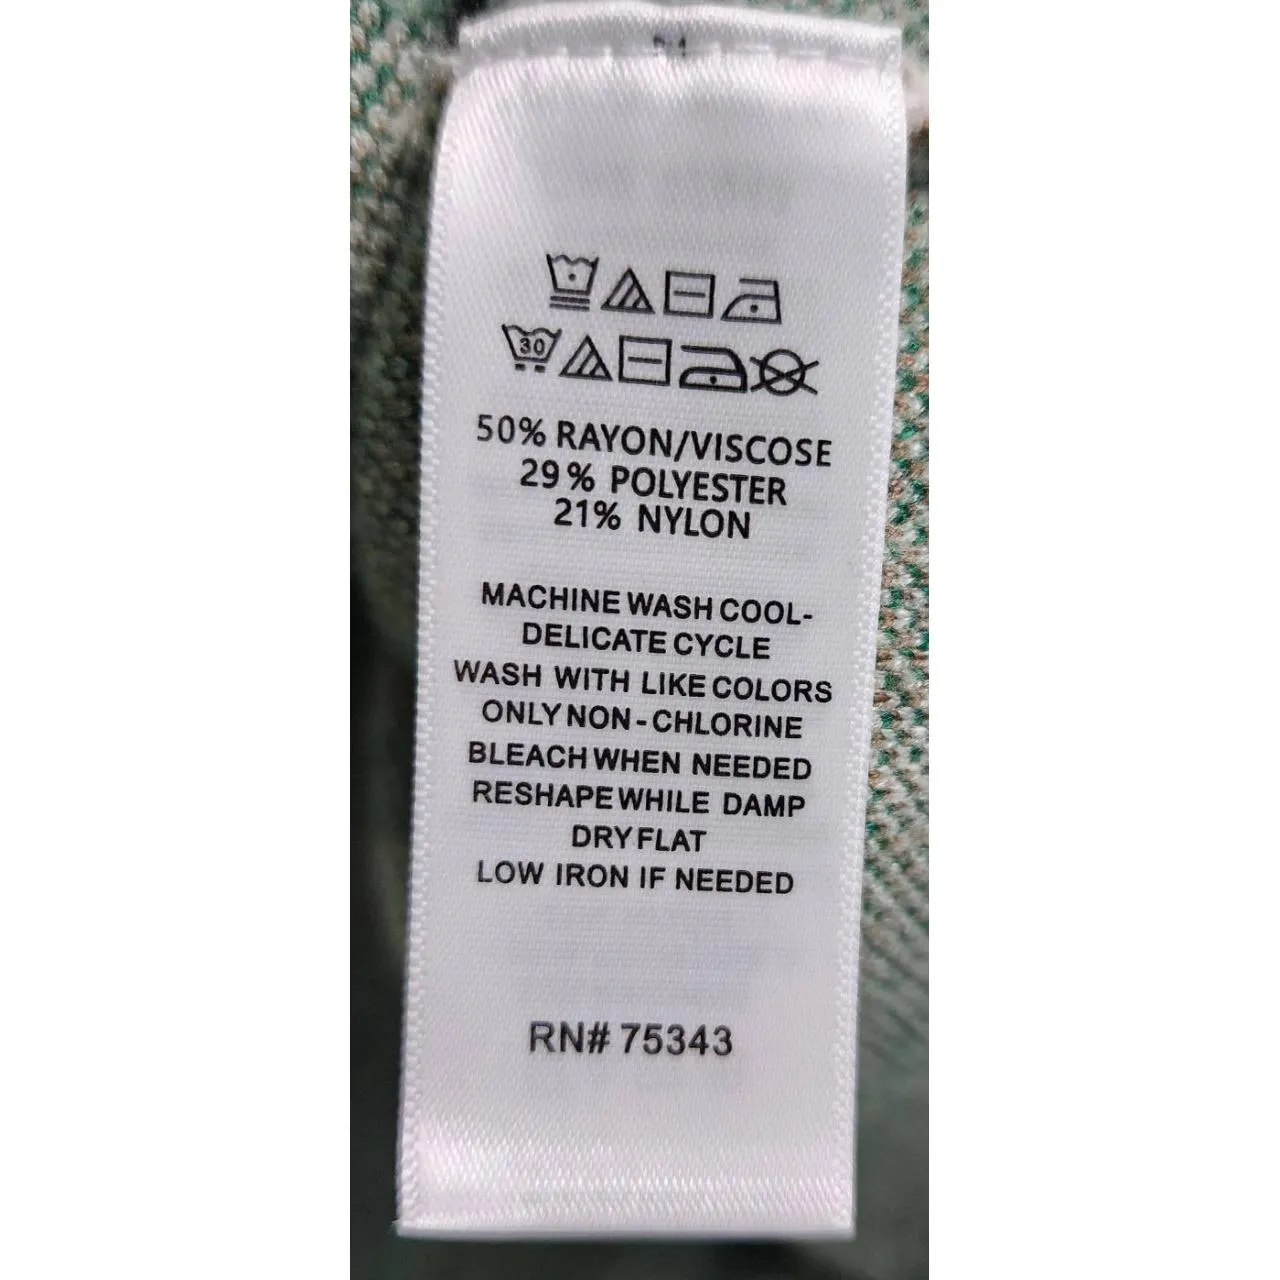 30
50% RAYON/VISCOSE
29% POLYESTER
21% NYLON
MACHINE WASH COOL-
DELICATE CYCLE
WASH WITH LIKE COLORS
ONLY NON-CHLORINE
BLEACH WHEN NEEDED
RESHAPE WHILE DAMP
DRY FLAT
LOW IRON IF NEEDED
RN# 75343